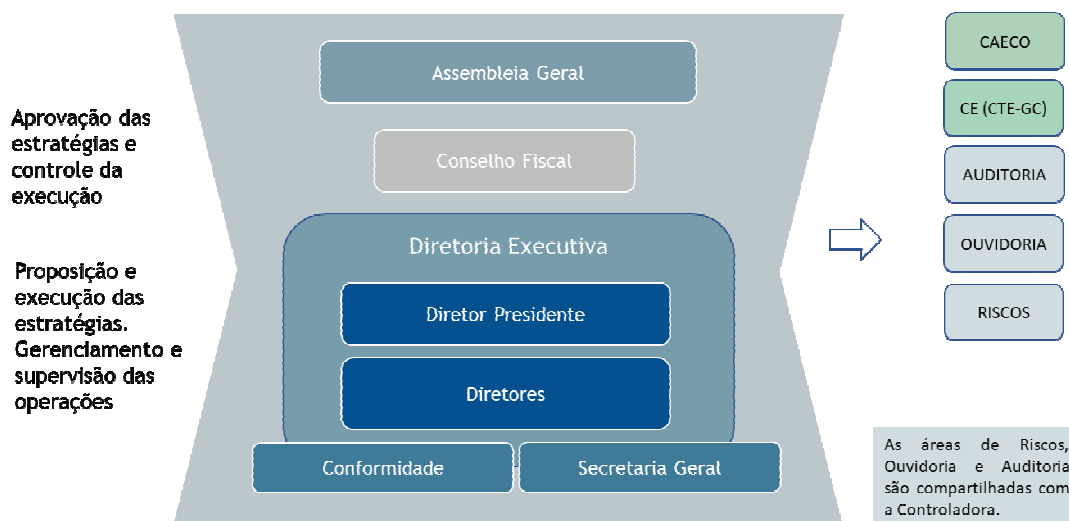 Aprovação das
estratégias e
controle da
execução
Proposição e
execução das
estratégias.
Gerenciamento e
supervisão das
operações
Assembleia Geral
Conselho Fiscal
Diretoria Executiva
Diretor Presidente
Diretores
Conformidade
Secretaria Geral
CAECO
CE (CTE-GC)
AUDITORIA
OUVIDORIA
RISCOS
As áreas de Riscos,
Ouvidoria e Auditoria
são compartilhadas com
a Controladora.